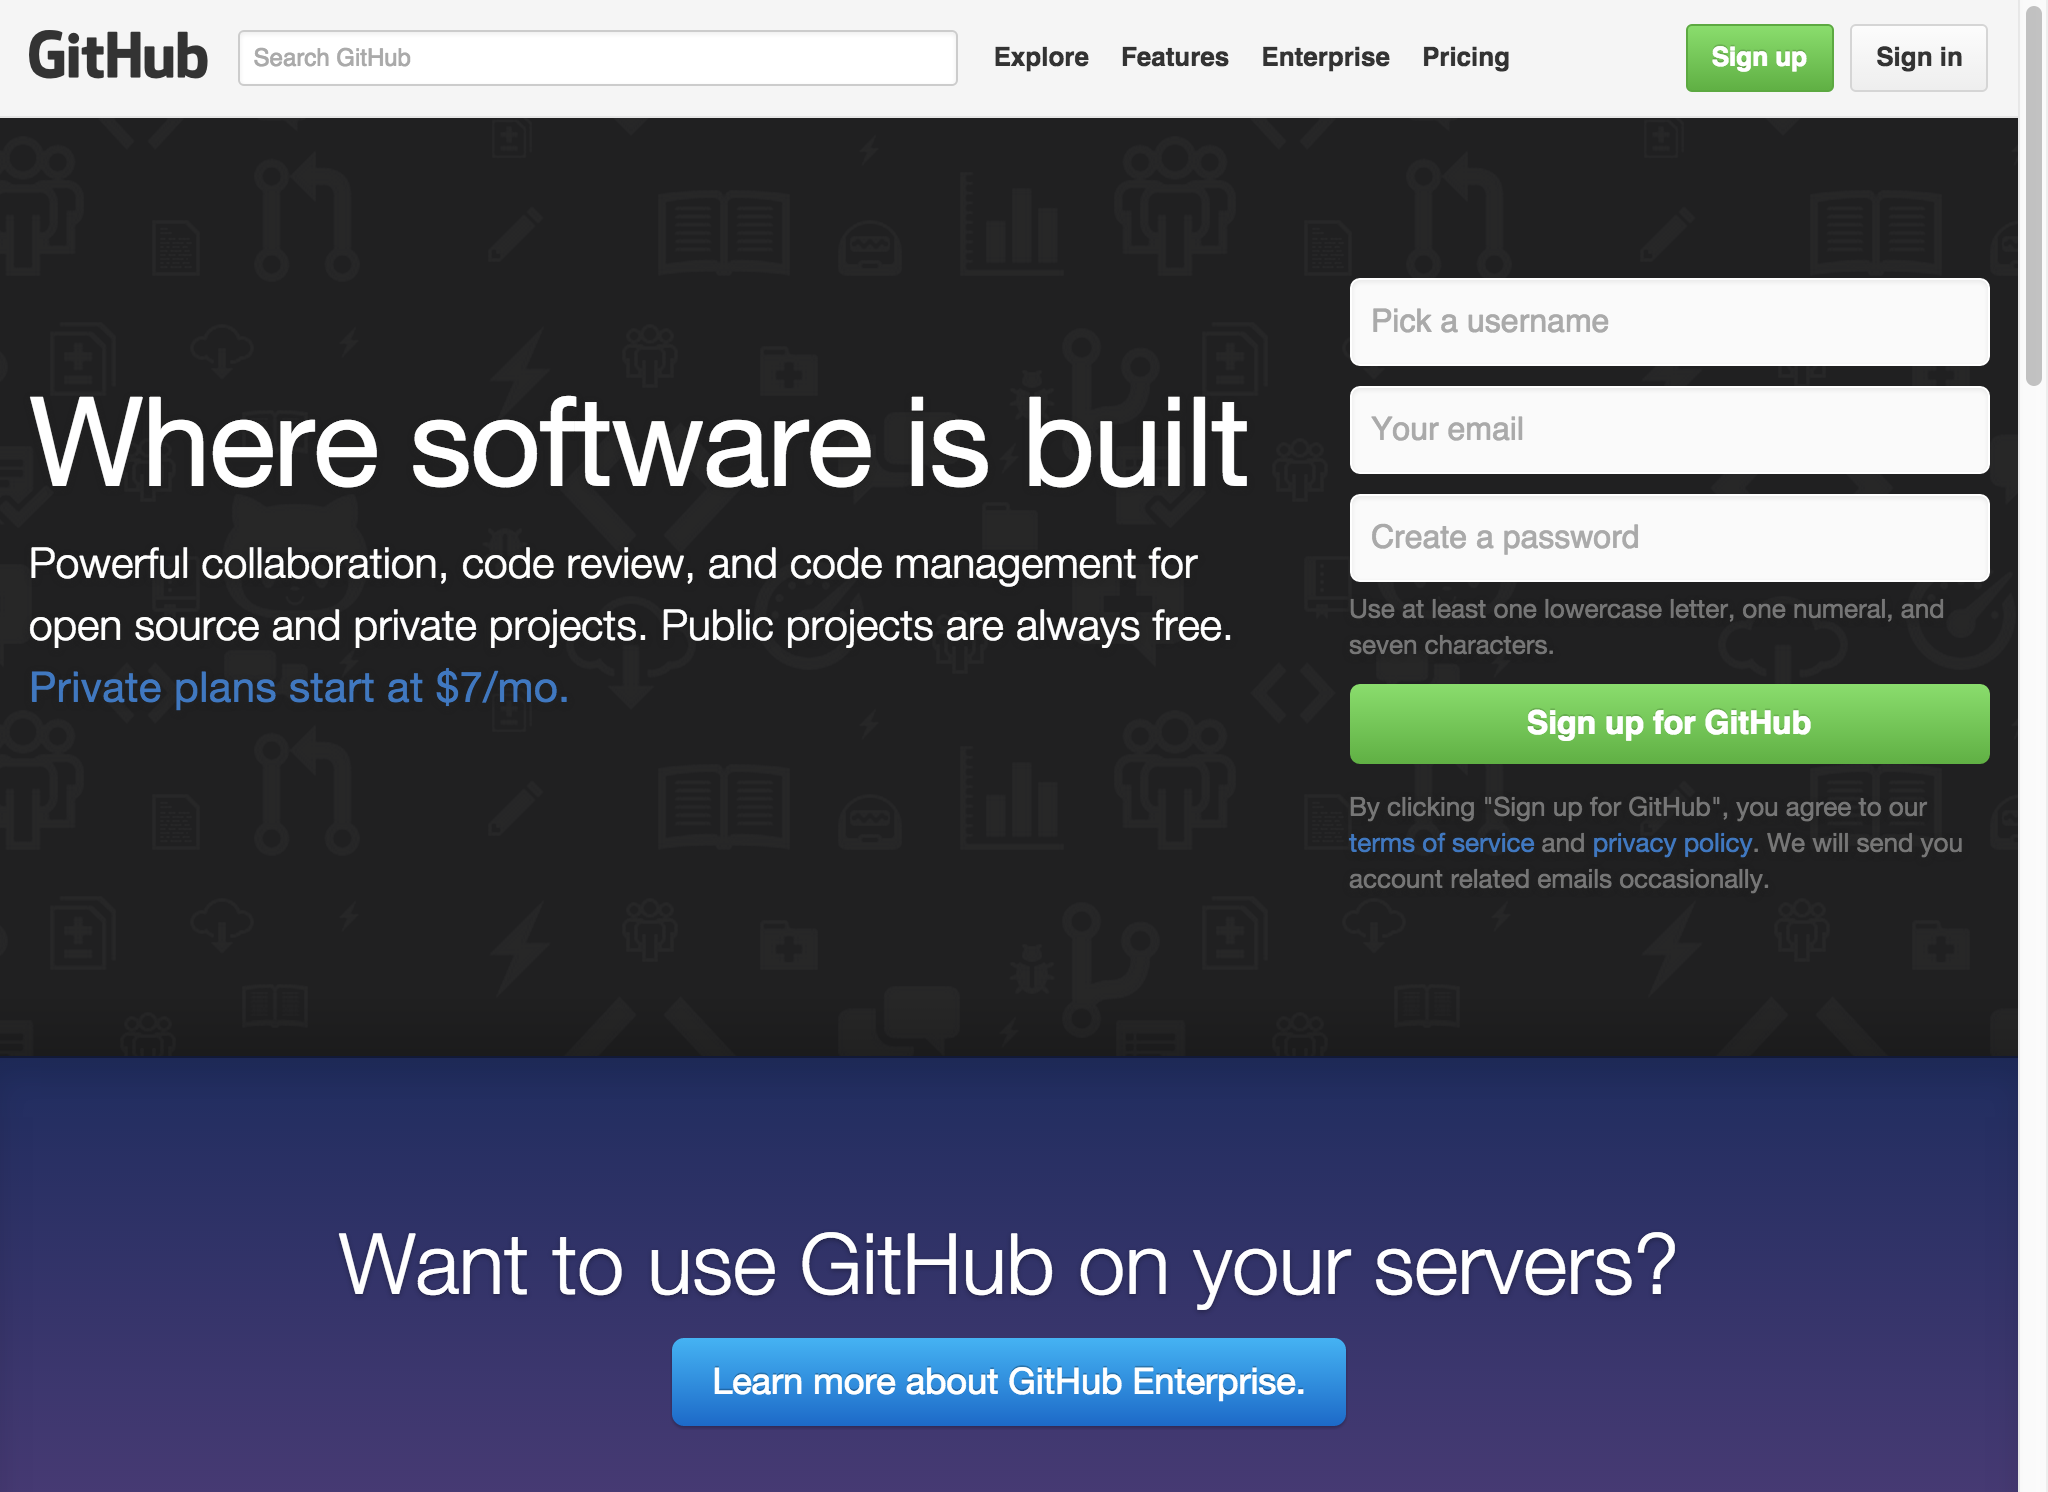 GitHub
Search GitHub
Explore
Features
Enterprise
Pricing
Sign up
Sign in
Where software is built
Powerful collaboration, code review, and code management for
open source and private projects. Public projects are always free.
Private plans start at $7/mo.
Pick a username
Your email
Create a password
Use at least one lowercase letter, one numeral, and
seven characters.
Sign up for GitHub
By clicking "Sign up for GitHub", you agree to our
terms of service and privacy policy. We will send you
account related emails occasionally.
Want to use GitHub on your servers?
Learn more about GitHub Enterprise.